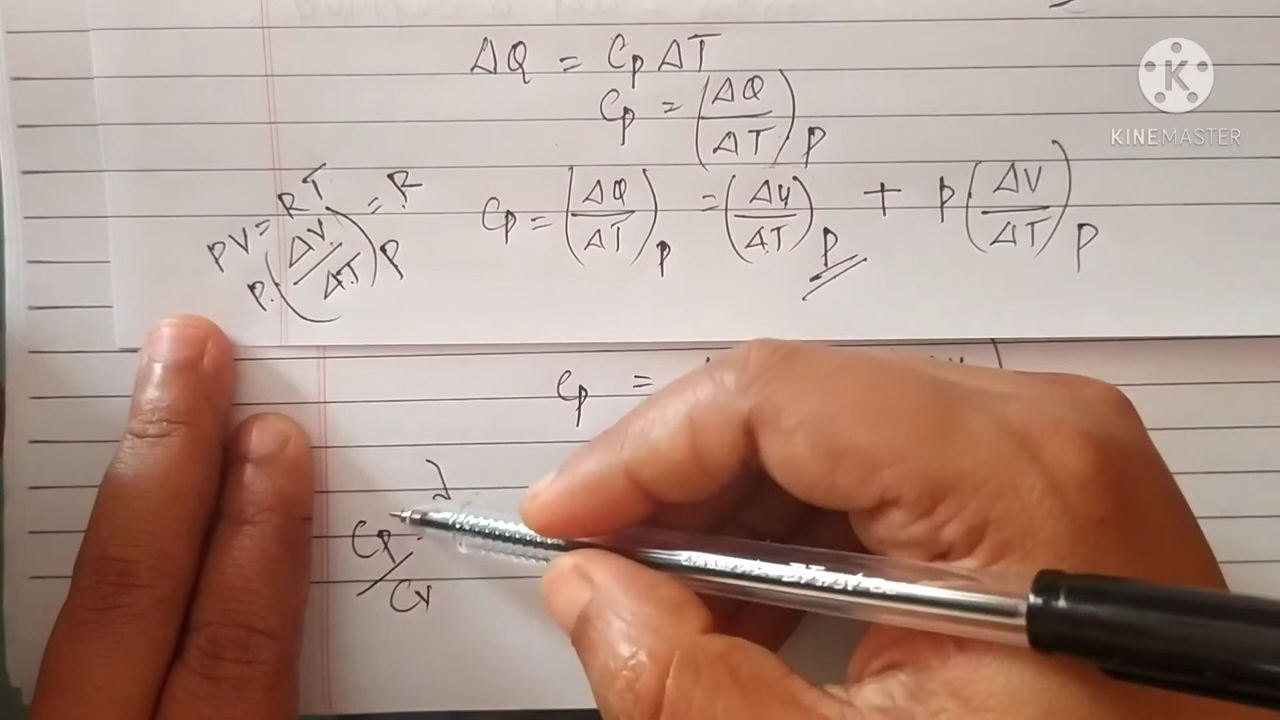 ΔQ = Cp ΔT
Cp = (ΔQ/ΔT)P
Cp = (ΔQ/ΔT)P = (ΔU/ΔT)P + P(ΔV/ΔT)P
PV = RT
P.(ΔV/ΔT)P = R
Cp =
Cp/Cv
KINEMASTER